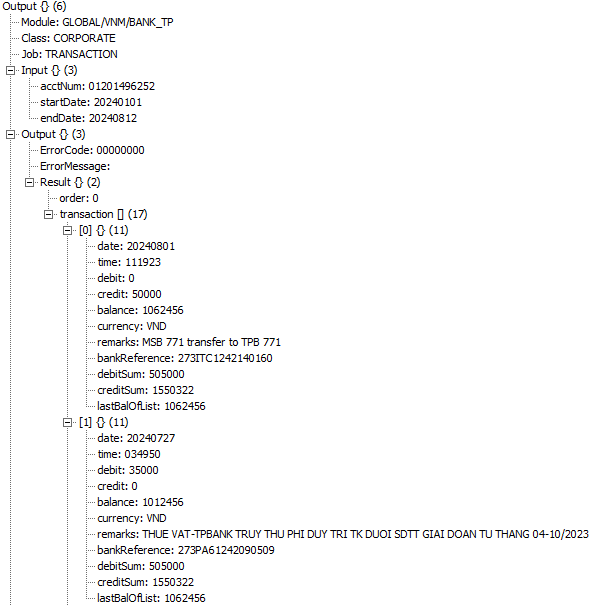 Output {} (6)
Module: GLOBAL/VNM/BANK_TP
Class: CORPORATE
Job: TRANSACTION
Input {} (3)
acctNum: 01201496252
startDate: 20240101
endDate: 20240812
Output {} (3)
ErrorCode: 00000000
ErrorMessage:
Result {} (2)
order: 0
transaction [] (17)
[0] {} (11)
date: 20240801
time: 111923
debit: 0
credit: 50000
balance: 1062456
currency: VND
remarks: MSB 771 transfer to TPB 771
bankReference: 273ITC1242140160
debitSum: 505000
creditSum: 1550322
lastBalOfList: 1062456
[1] {} (11)
date: 20240727
time: 034950
debit: 35000
credit: 0
balance: 1012456
currency: VND
remarks: THUE VAT-TPBANK TRUY THU PHI DUY TRI TK DUOI SDTT GIAI DOAN TU THANG 04-10/2023
bankReference: 273PA61242090509
debitSum: 505000
creditSum: 1550322
lastBalOfList: 1062456